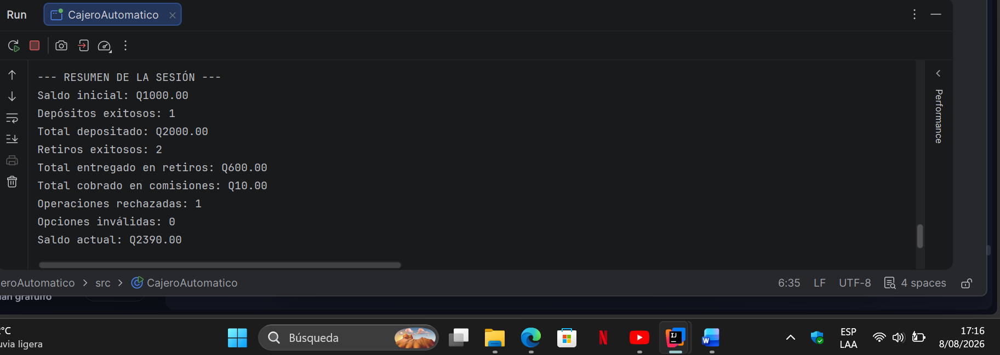 Run CajeroAutomatico
--- RESUMEN DE LA SESIÓN ---
Saldo inicial: Q1000.00
Depósitos exitosos: 1
Total depositado: Q2000.00
Retiros exitosos: 2
Total entregado en retiros: Q600.00
Total cobrado en comisiones: Q10.00
Operaciones rechazadas: 1
Opciones inválidas: 0
Saldo actual: Q2390.00
Performance
eroAutomatico > src > CajeroAutomatico 6:35 LF UTF-8 4 spaces
gratuito
°C
ligera
Búsqueda
ESP
LAA
17:16
8/08/2026